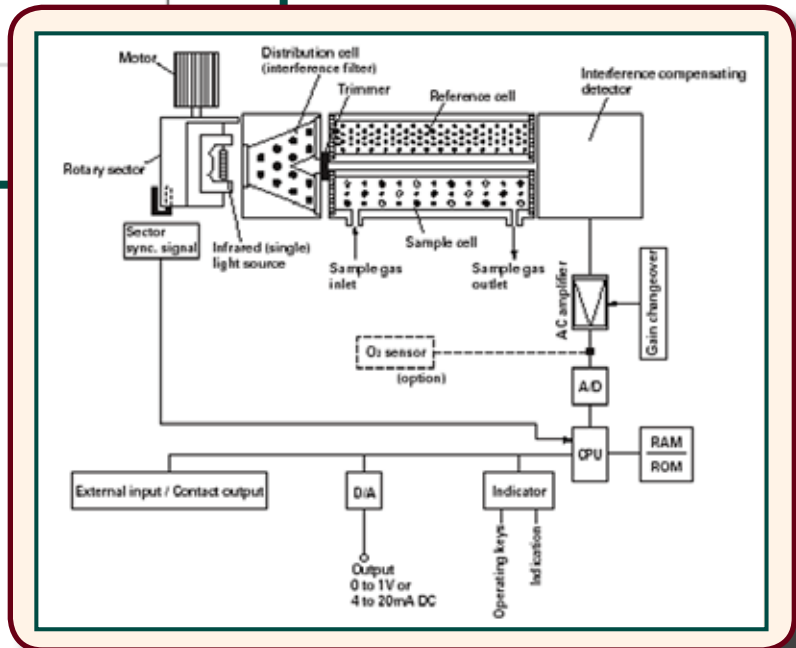 Motor
Distribution cell
(interference filter)
Trimmer
Reference cell
Interference compensating
detector
Rotary sector
Sector
sync. signal
Infrared (single)
light source
Sample cell
Sample gas
inlet
Sample gas
outlet
AC amplifier
Gain changeover
O₂ sensor
(option)
A/D
CPU
RAM
ROM
External input / Contact output
D/A
Indicator
Operating keys
Indication
Output
0 to 1V or
4 to 20mA DC